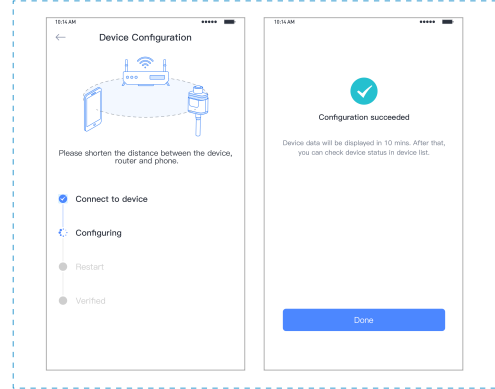 10:14 AM
Device Configuration
Please shorten the distance between the device,
router and phone.
Connect to device
Configuring
Restart
Verified
10:14 AM
Configuration succeeded
Device data will be displayed in 10 mins. After that,
you can check device status in device list.
Done